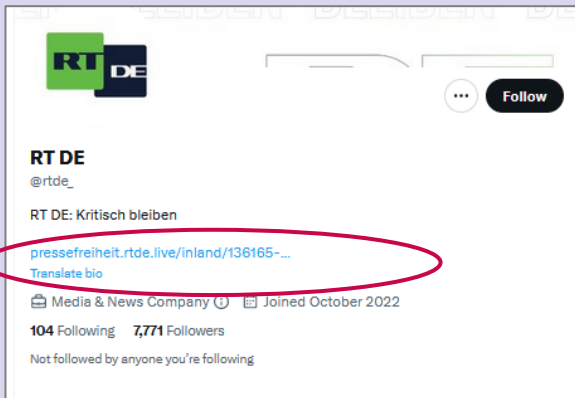 RT DE
Follow
RT DE
@rtde_
RT DE: Kritisch bleiben
pressefreiheit.rtde.live/inland/136165-...
Translate bio
Media & News Company Joined October 2022
104 Following 7,771 Followers
Not followed by anyone you're following